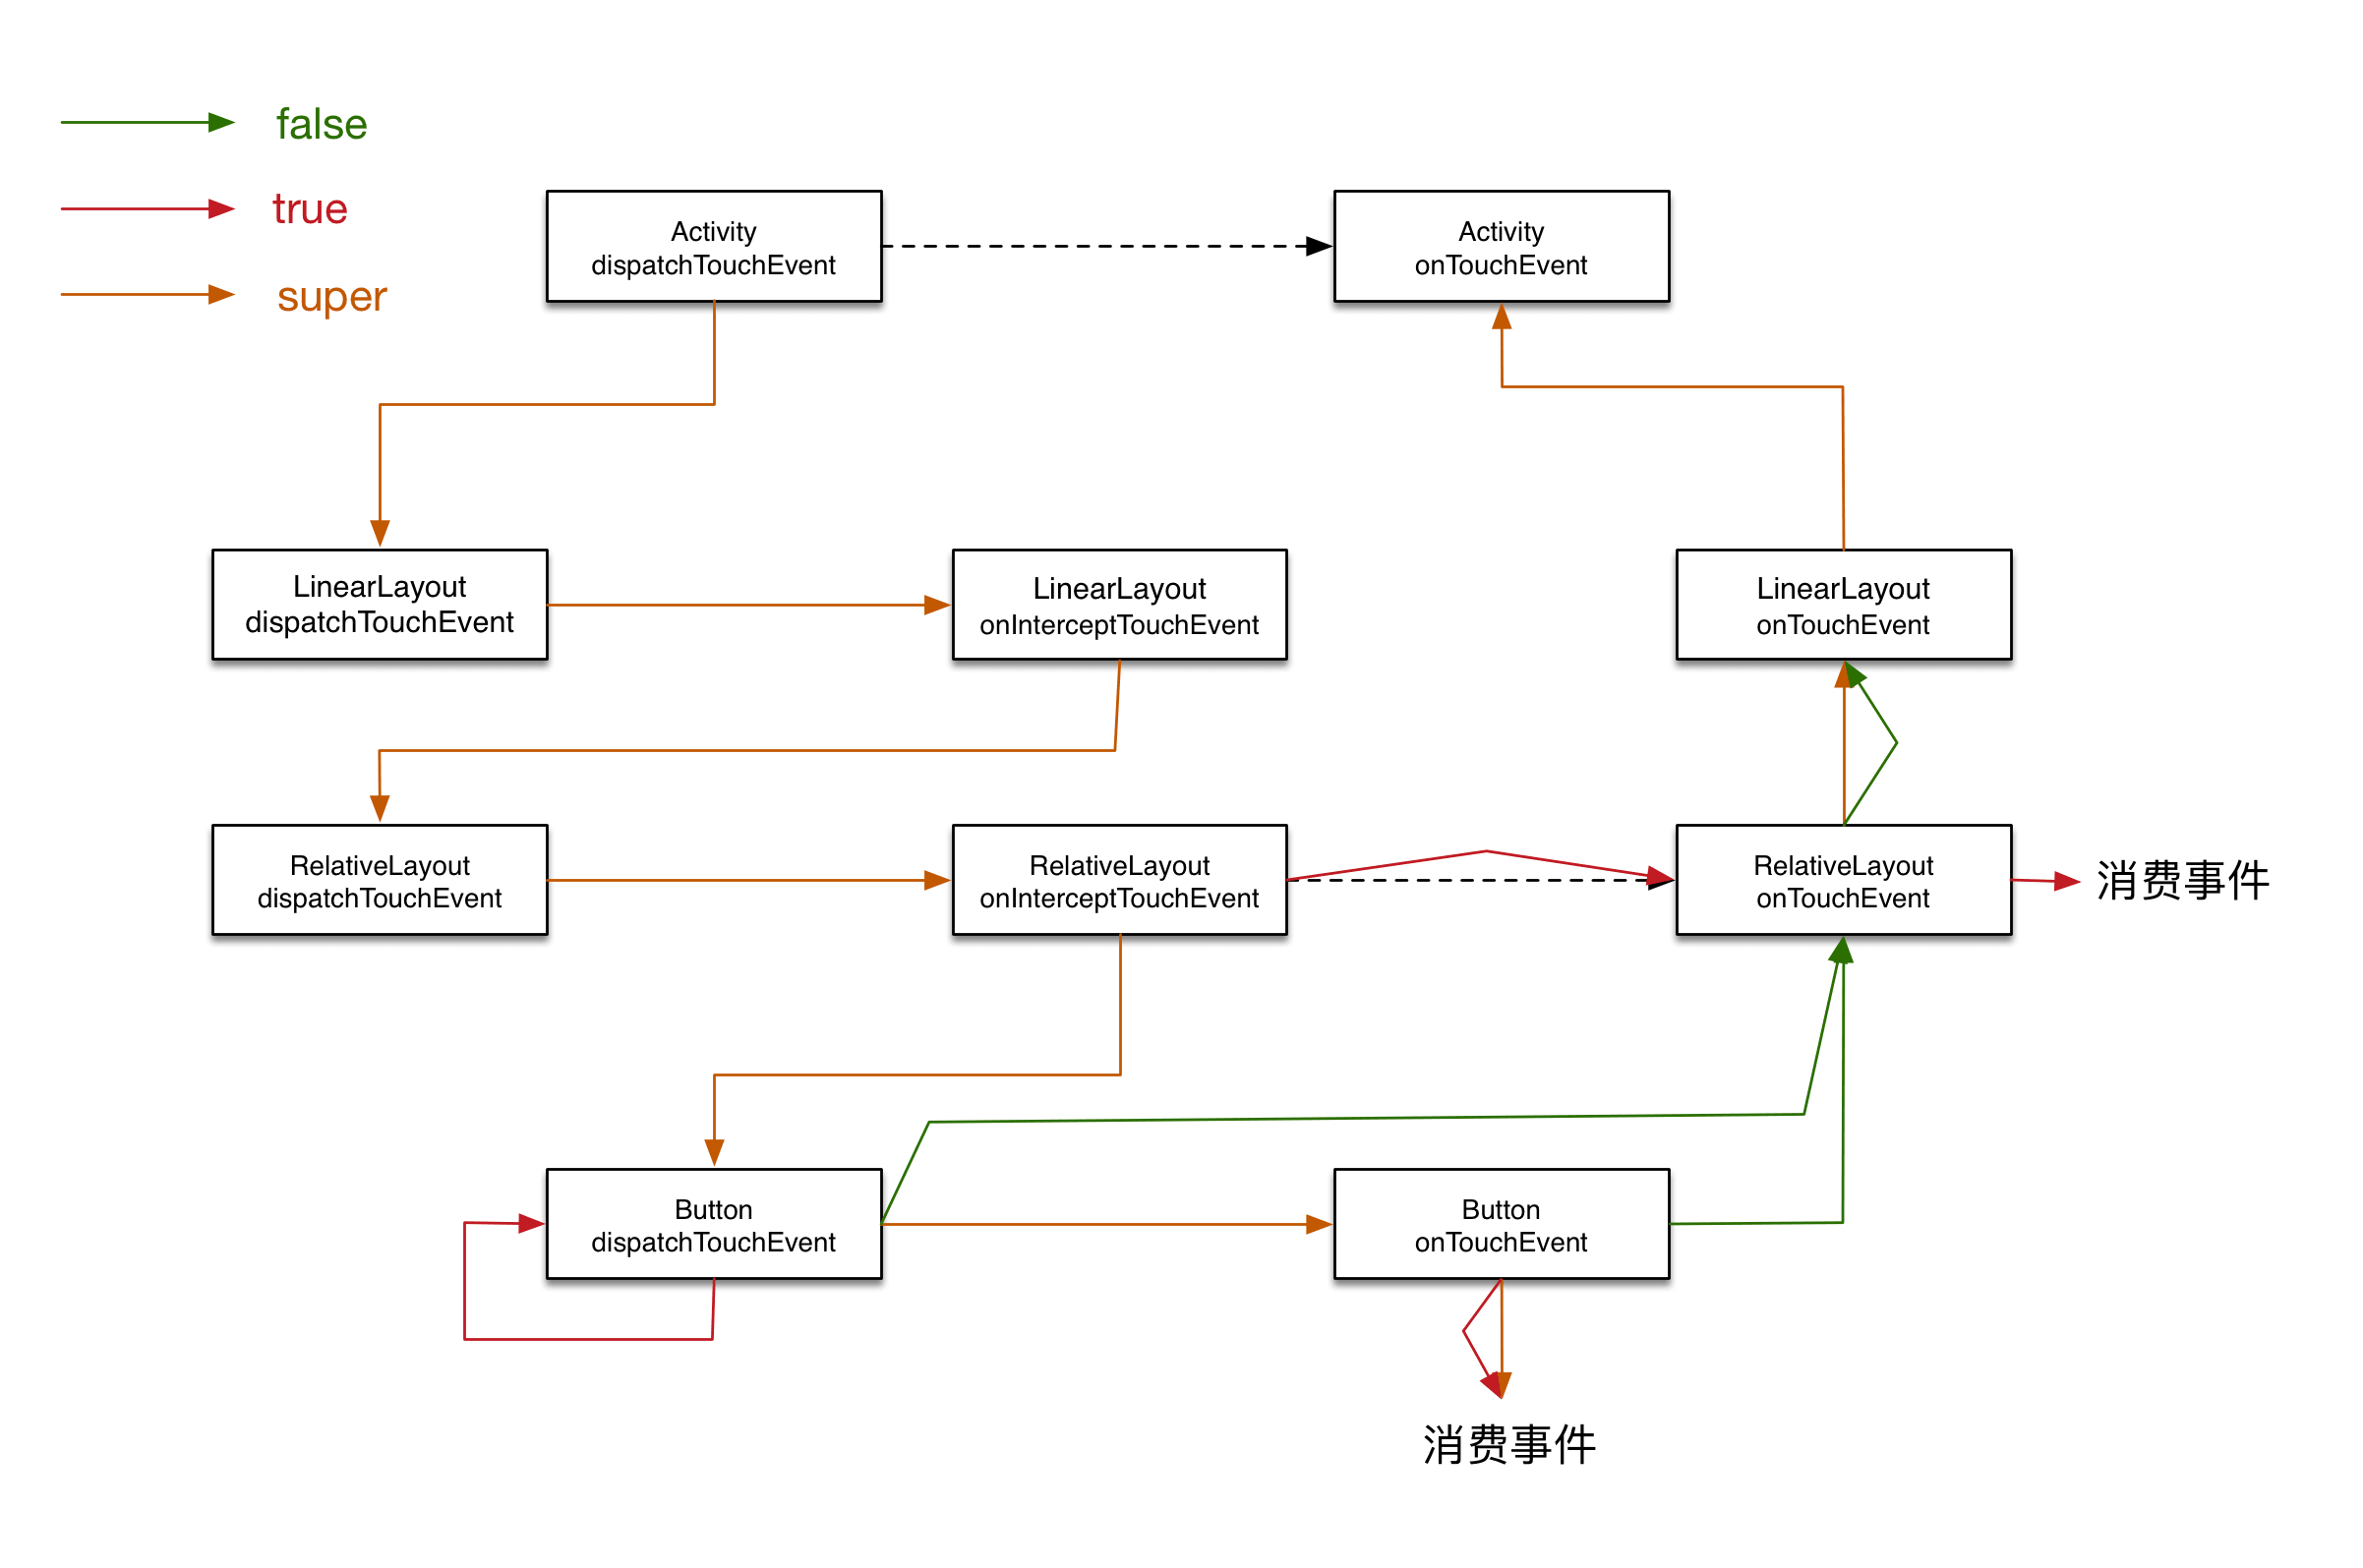 false
true
super
Activity
dispatchTouchEvent
Activity
onTouchEvent
LinearLayout
dispatchTouchEvent
LinearLayout
onInterceptTouchEvent
LinearLayout
onTouchEvent
RelativeLayout
dispatchTouchEvent
RelativeLayout
onInterceptTouchEvent
RelativeLayout
onTouchEvent
消费事件
Button
dispatchTouchEvent
Button
onTouchEvent
消费事件